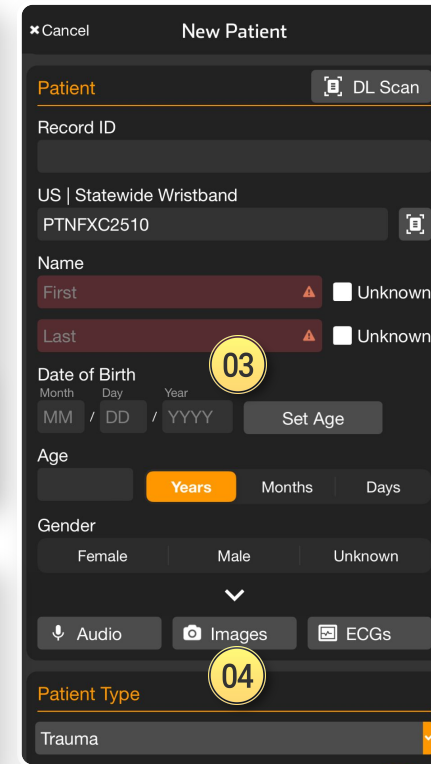 ×Cancel New Patient
Patient DL Scan
Record ID
US | Statewide Wristband
PTNFXC2510
Name
First Unknown
Last Unknown
03
Date of Birth
Month Day Year
MM / DD / YYYY Set Age
Age
Years Months Days
Gender
Female Male Unknown
Audio Images ECGs
04
Patient Type
Trauma